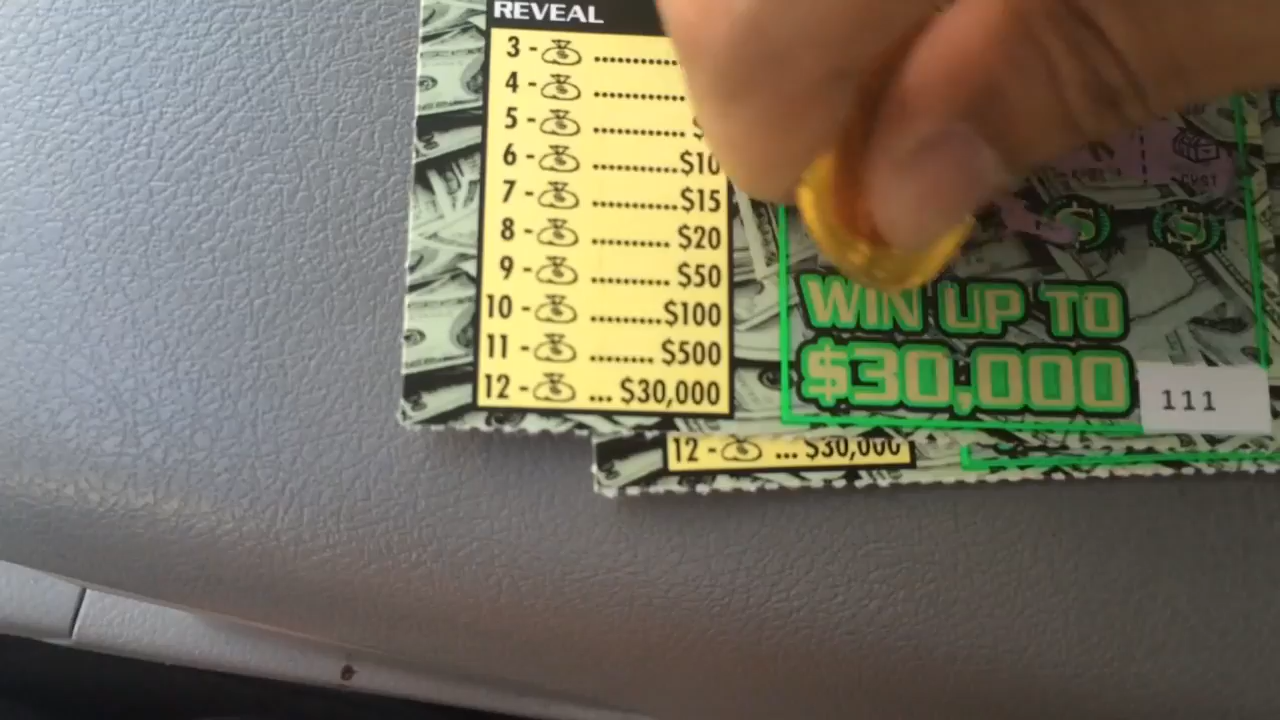 REVEAL
3 - ..........
4 - ..........
5 - .......... $
6 - ..........$10
7 - ..........$15
8 - .......... $20
9 - .......... $50
10 - .........$100
11 - ........ $500
12 - ... $30,000
WIN UP TO
$30,000
111
12 - ... $30,000